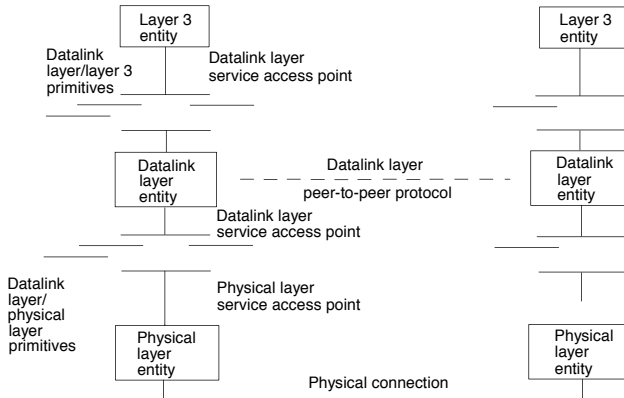 Layer 3
entity
Layer 3
entity
Datalink
layer/layer 3
primitives
Datalink layer
service access point
Datalink
layer
entity
Datalink layer
peer-to-peer protocol
Datalink
layer
entity
Datalink layer
service access point
Datalink
layer/
physical
layer
primitives
Physical layer
service access point
Physical
layer
entity
Physical
layer
entity
Physical connection